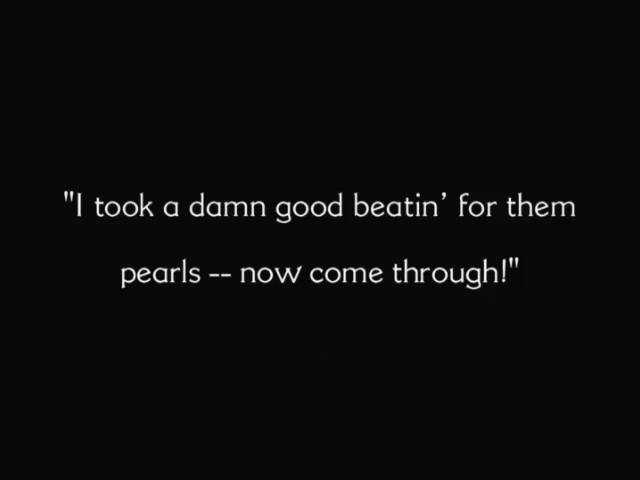 "I took a damn good beatin’ for them
pearls -- now come through!"